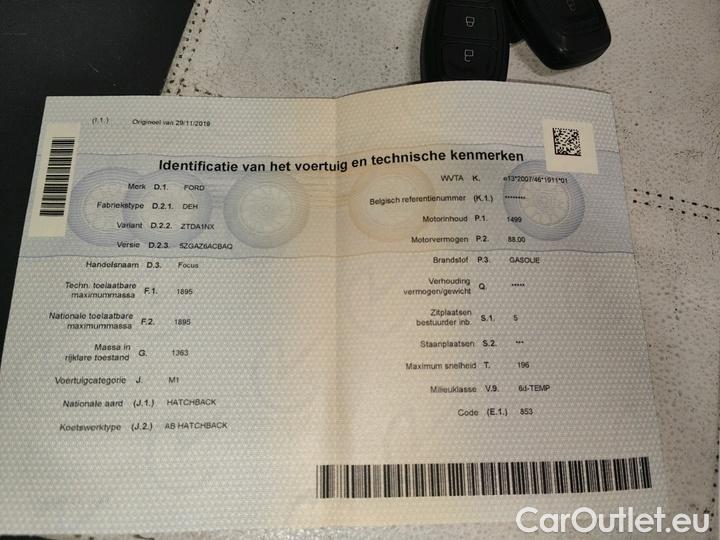 (I.1.) Origineel van 29/11/2019
Identificatie van het voertuig en technische kenmerken
Merk D.1. FORD
Fabriekstype D.2.1. DEH
Variant D.2.2. ZTDA1NX
Versie D.2.3. 5ZGAZ6ACBAQ
Handelsnaam D.3. Focus
Techn. toelaatbare
maximummassa F.1. 1895
Nationale toelaatbare
maximummassa F.2. 1895
Massa in
rijklare toestand G. 1363
Voertuigcategorie J. M1
Nationale aard (J.1.) HATCHBACK
Koetswerktype (J.2.) AB HATCHBACK
WVTA K. e13*2007/46*1911*01
Belgisch referentienummer (K.1.) ********
Motorinhoud P.1. 1499
Motorvermogen P.2. 88.00
Brandstof P.3. GASOLIE
Verhouding
vermogen/gewicht Q. *****
Zitplaatsen
bestuurder inb. S.1. 5
Staanplaatsen S.2. ***
Maximum snelheid T. 196
Milieuklasse V.9. 6d-TEMP
Code (E.1.) 853
CarOutlet.eu